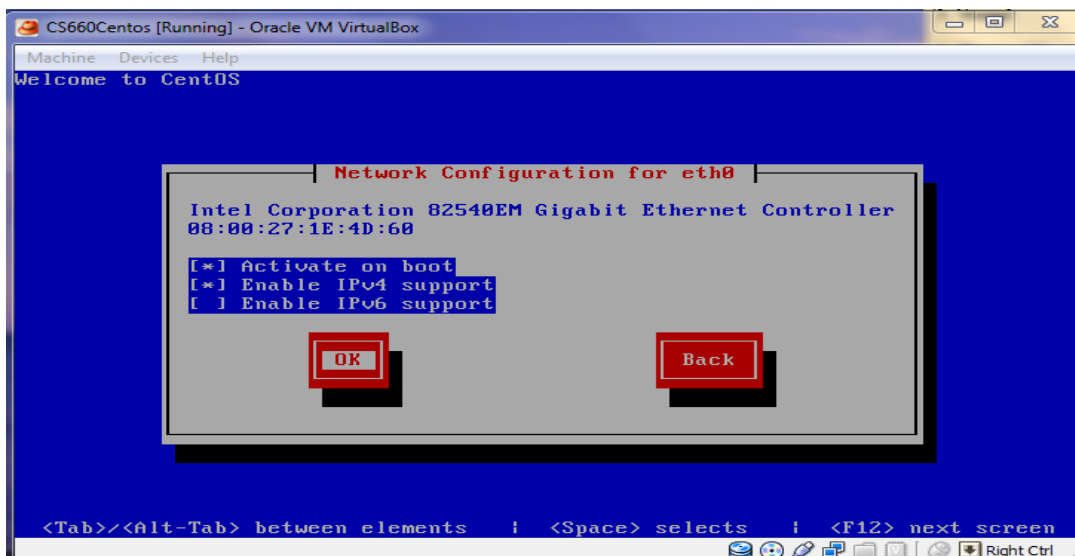 CS660Centos [Running] - Oracle VM VirtualBox
Machine Devices Help
Welcome to CentOS
Network Configuration for eth0
Intel Corporation 82540EM Gigabit Ethernet Controller
08:00:27:1E:4D:60
[*] Activate on boot
[*] Enable IPv4 support
[ ] Enable IPv6 support
OK Back
<Tab>/<Alt-Tab> between elements | <Space> selects | <F12> next screen
Right Ctrl